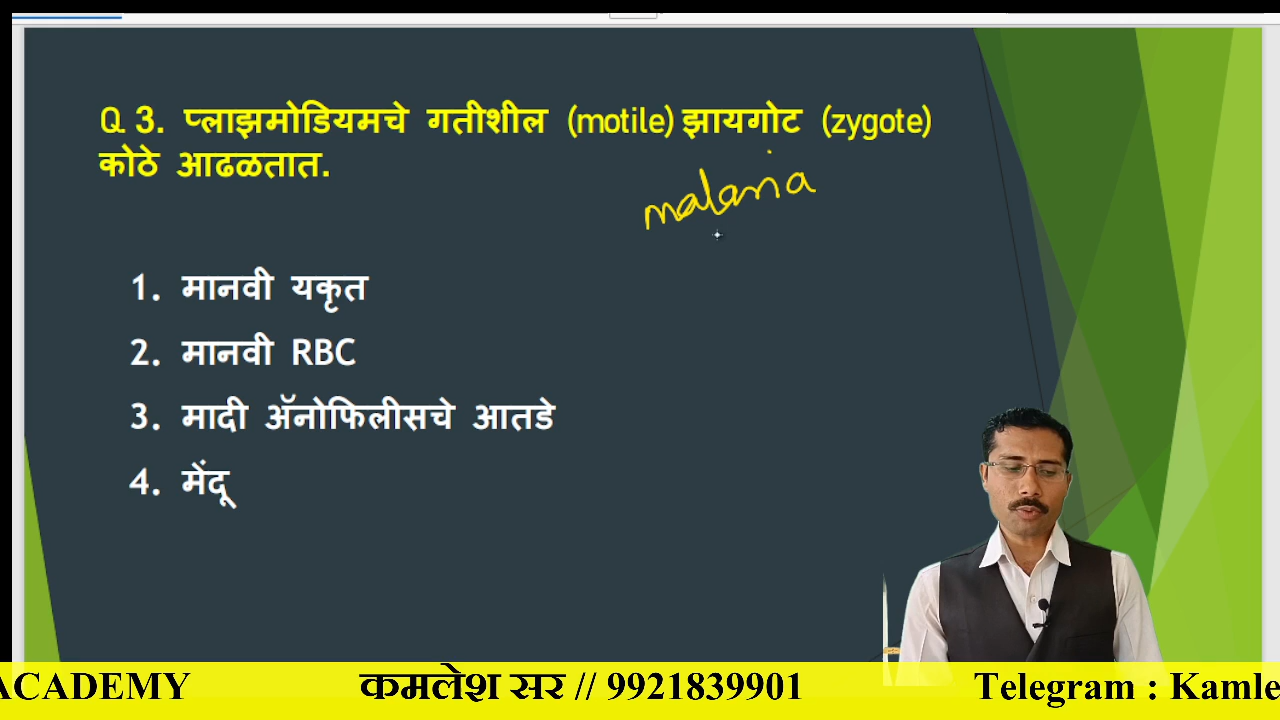 Q. 3. प्लाझमोडियमचे गतीशील (motile) झायगोट (zygote)
कोठे आढळतात.
malaria
1. मानवी यकृत
2. मानवी RBC
3. मादी ॲनोफिलीसचे आतडे
4. मेंदू
ACADEMY कमलेश सर // 9921839901 Telegram : Kamle